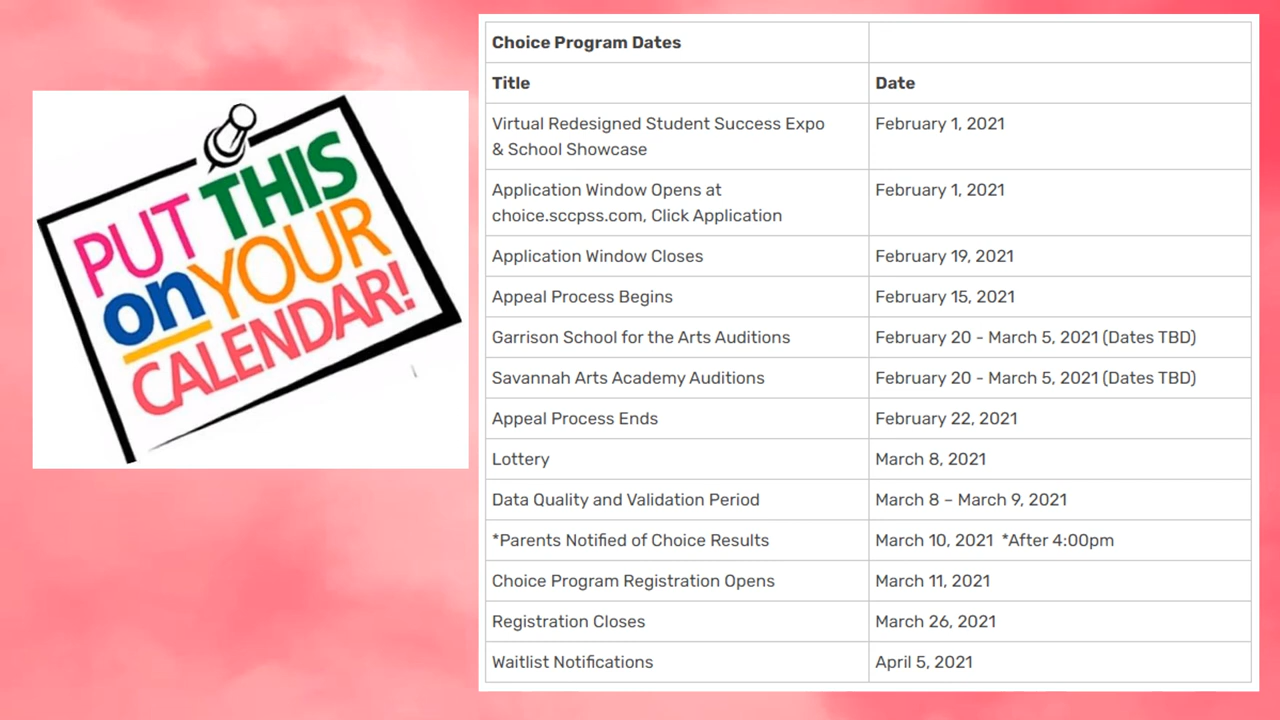 PUT THIS
on YOUR
CALENDAR!
Choice Program Dates
Title Date
Virtual Redesigned Student Success Expo February 1, 2021
& School Showcase
Application Window Opens at February 1, 2021
choice.sccpss.com, Click Application
Application Window Closes February 19, 2021
Appeal Process Begins February 15, 2021
Garrison School for the Arts Auditions February 20 - March 5, 2021 (Dates TBD)
Savannah Arts Academy Auditions February 20 - March 5, 2021 (Dates TBD)
Appeal Process Ends February 22, 2021
Lottery March 8, 2021
Data Quality and Validation Period March 8 – March 9, 2021
*Parents Notified of Choice Results March 10, 2021 *After 4:00pm
Choice Program Registration Opens March 11, 2021
Registration Closes March 26, 2021
Waitlist Notifications April 5, 2021